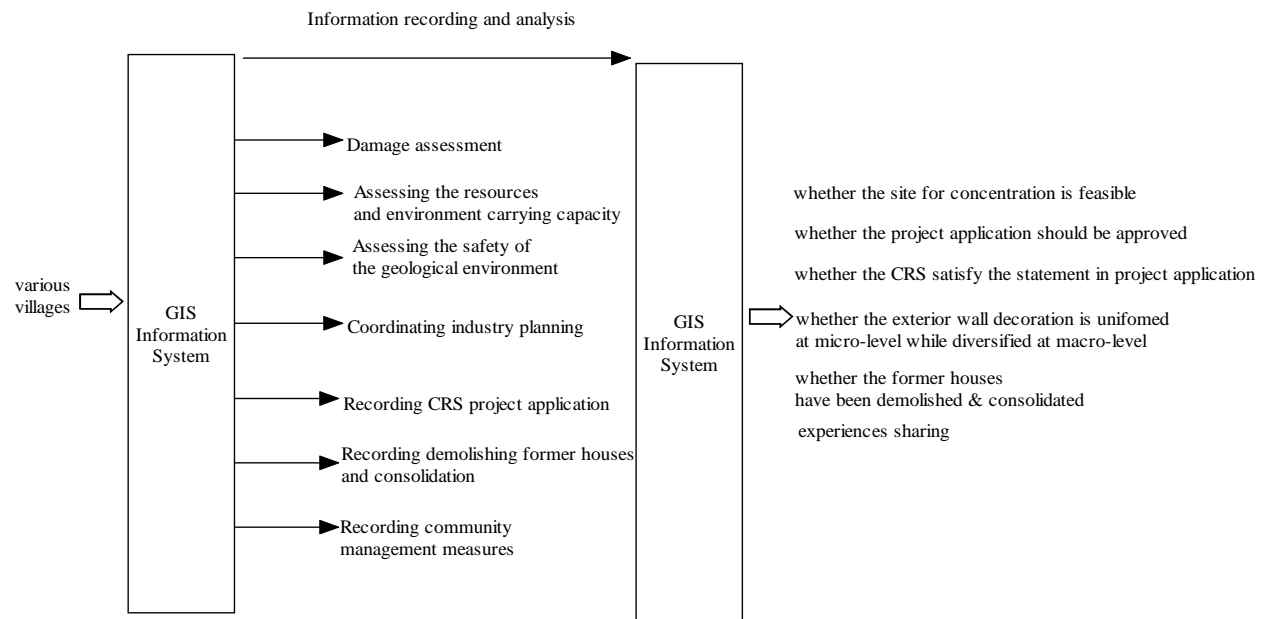 Information recording and analysis
various
villages
GIS
Information
System
Damage assessment
Assessing the resources
and environment carrying capacity
Assessing the safety of
the geological environment
Coordinating industry planning
Recording CRS project application
Recording demolishing former houses
and consolidation
Recording community
management measures
GIS
Information
System
whether the site for concentration is feasible
whether the project application should be approved
whether the CRS satisfy the statement in project application
whether the exterior wall decoration is unifomed
at micro-level while diversified at macro-level
whether the former houses
have been demolished & consolidated
experiences sharing